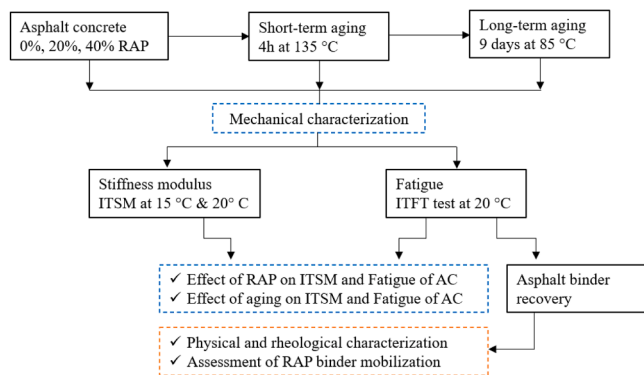 Asphalt concrete
0%, 20%, 40% RAP
Short-term aging
4h at 135 °C
Long-term aging
9 days at 85 °C
Mechanical characterization
Stiffness modulus
ITSM at 15 °C & 20° C
Fatigue
ITFT test at 20 °C
✓ Effect of RAP on ITSM and Fatigue of AC
✓ Effect of aging on ITSM and Fatigue of AC
Asphalt binder
recovery
✓ Physical and rheological characterization
✓ Assessment of RAP binder mobilization